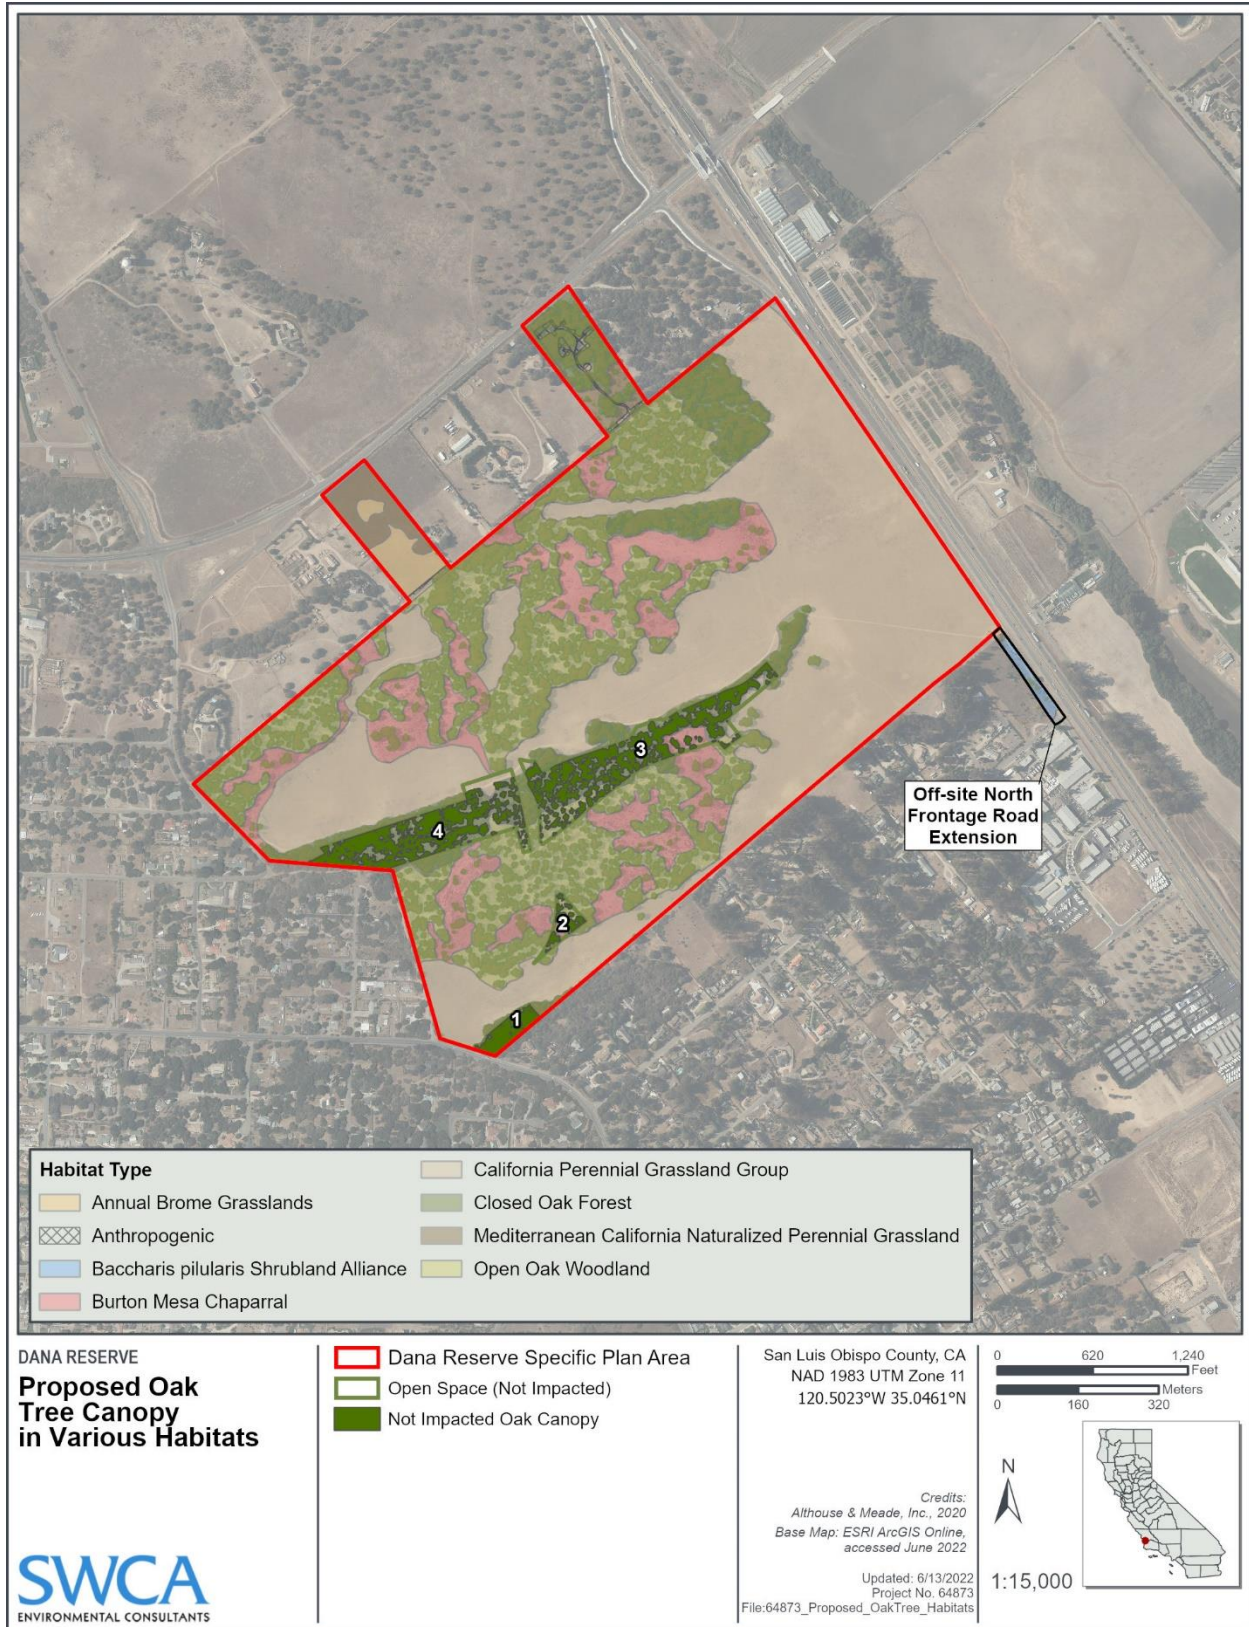 3
4
2
1
Off-site North
Frontage Road
Extension
Habitat Type
Annual Brome Grasslands
Anthropogenic
Baccharis pilularis Shrubland Alliance
Burton Mesa Chaparral
California Perennial Grassland Group
Closed Oak Forest
Mediterranean California Naturalized Perennial Grassland
Open Oak Woodland
DANA RESERVE
Proposed Oak
Tree Canopy
in Various Habitats
SWCA
ENVIRONMENTAL CONSULTANTS
Dana Reserve Specific Plan Area
Open Space (Not Impacted)
Not Impacted Oak Canopy
San Luis Obispo County, CA
NAD 1983 UTM Zone 11
120.5023°W 35.0461°N
Credits:
Althouse & Meade, Inc., 2020
Base Map: ESRI ArcGIS Online,
accessed June 2022
Updated: 6/13/2022
Project No. 64873
File:64873_Proposed_OakTree_Habitats
0 620 1,240
Feet
Meters
0 160 320
N
1:15,000